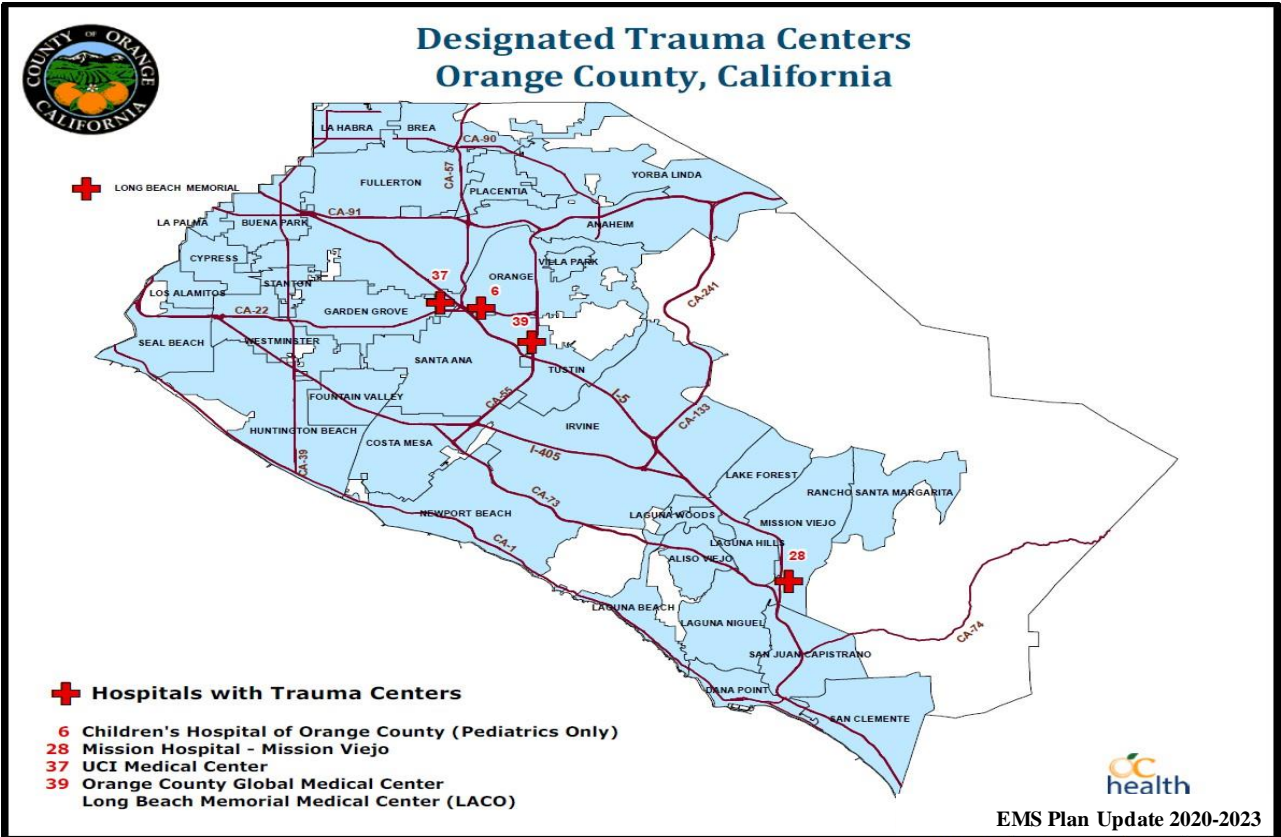 COUNTY OF ORANGE
CALIFORNIA
Designated Trauma Centers
Orange County, California
LA HABRA
BREA
CA-90
CA-57
FULLERTON
PLACENTIA
YORBA LINDA
LONG BEACH MEMORIAL
LA PALMA
BUENA PARK
CA-91
ANAHEIM
CYPRESS
VILLA PARK
STANTON
ORANGE
37
6
LOS ALAMITOS
CA-241
CA-22
GARDEN GROVE
39
SEAL BEACH
WESTMINSTER
SANTA ANA
TUSTIN
FOUNTAIN VALLEY
CA-55
I-5
CA-133
HUNTINGTON BEACH
COSTA MESA
IRVINE
CA-39
I-405
LAKE FOREST
RANCHO SANTA MARGARITA
CA-73
NEWPORT BEACH
LAGUNA WOODS
MISSION VIEJO
CA-1
LAGUNA HILLS
28
ALISO VIEJO
LAGUNA BEACH
LAGUNA NIGUEL
CA-74
SAN JUAN CAPISTRANO
DANA POINT
SAN CLEMENTE
Hospitals with Trauma Centers
6 Children's Hospital of Orange County (Pediatrics Only)
28 Mission Hospital - Mission Viejo
37 UCI Medical Center
39 Orange County Global Medical Center
Long Beach Memorial Medical Center (LACO)
OC
health
EMS Plan Update 2020-2023